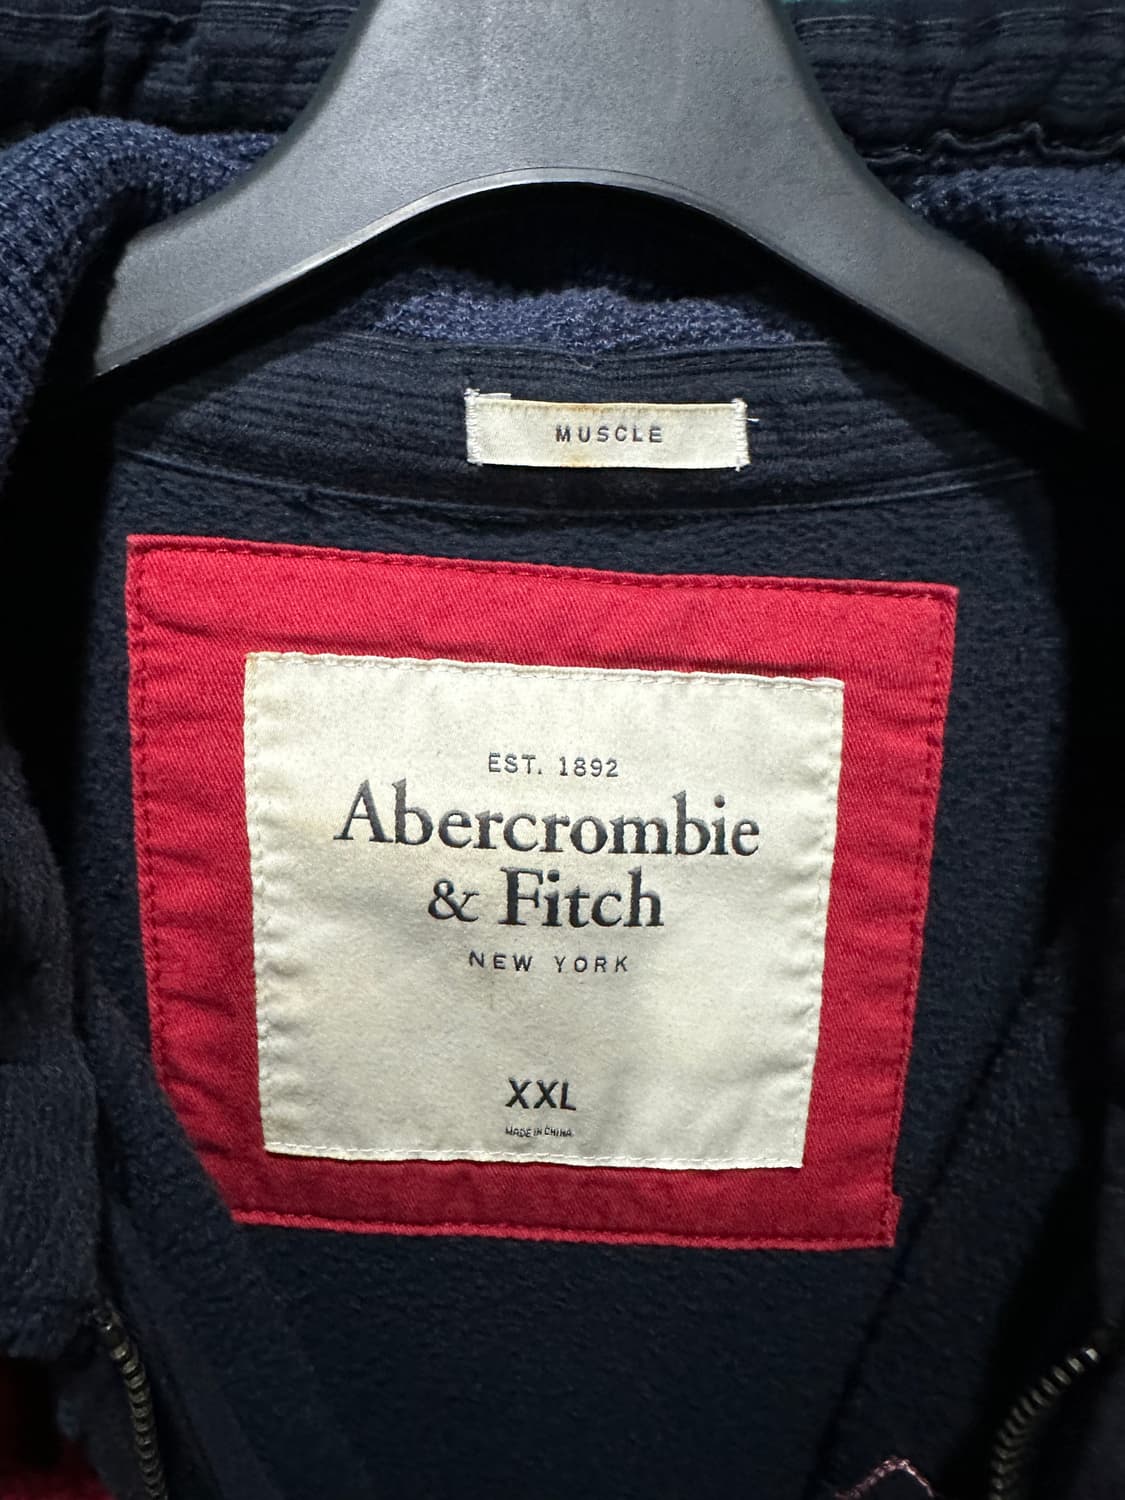 MUSCLE
EST. 1892
Abercrombie
& Fitch
NEW YORK
XXL
MADE IN CHINA